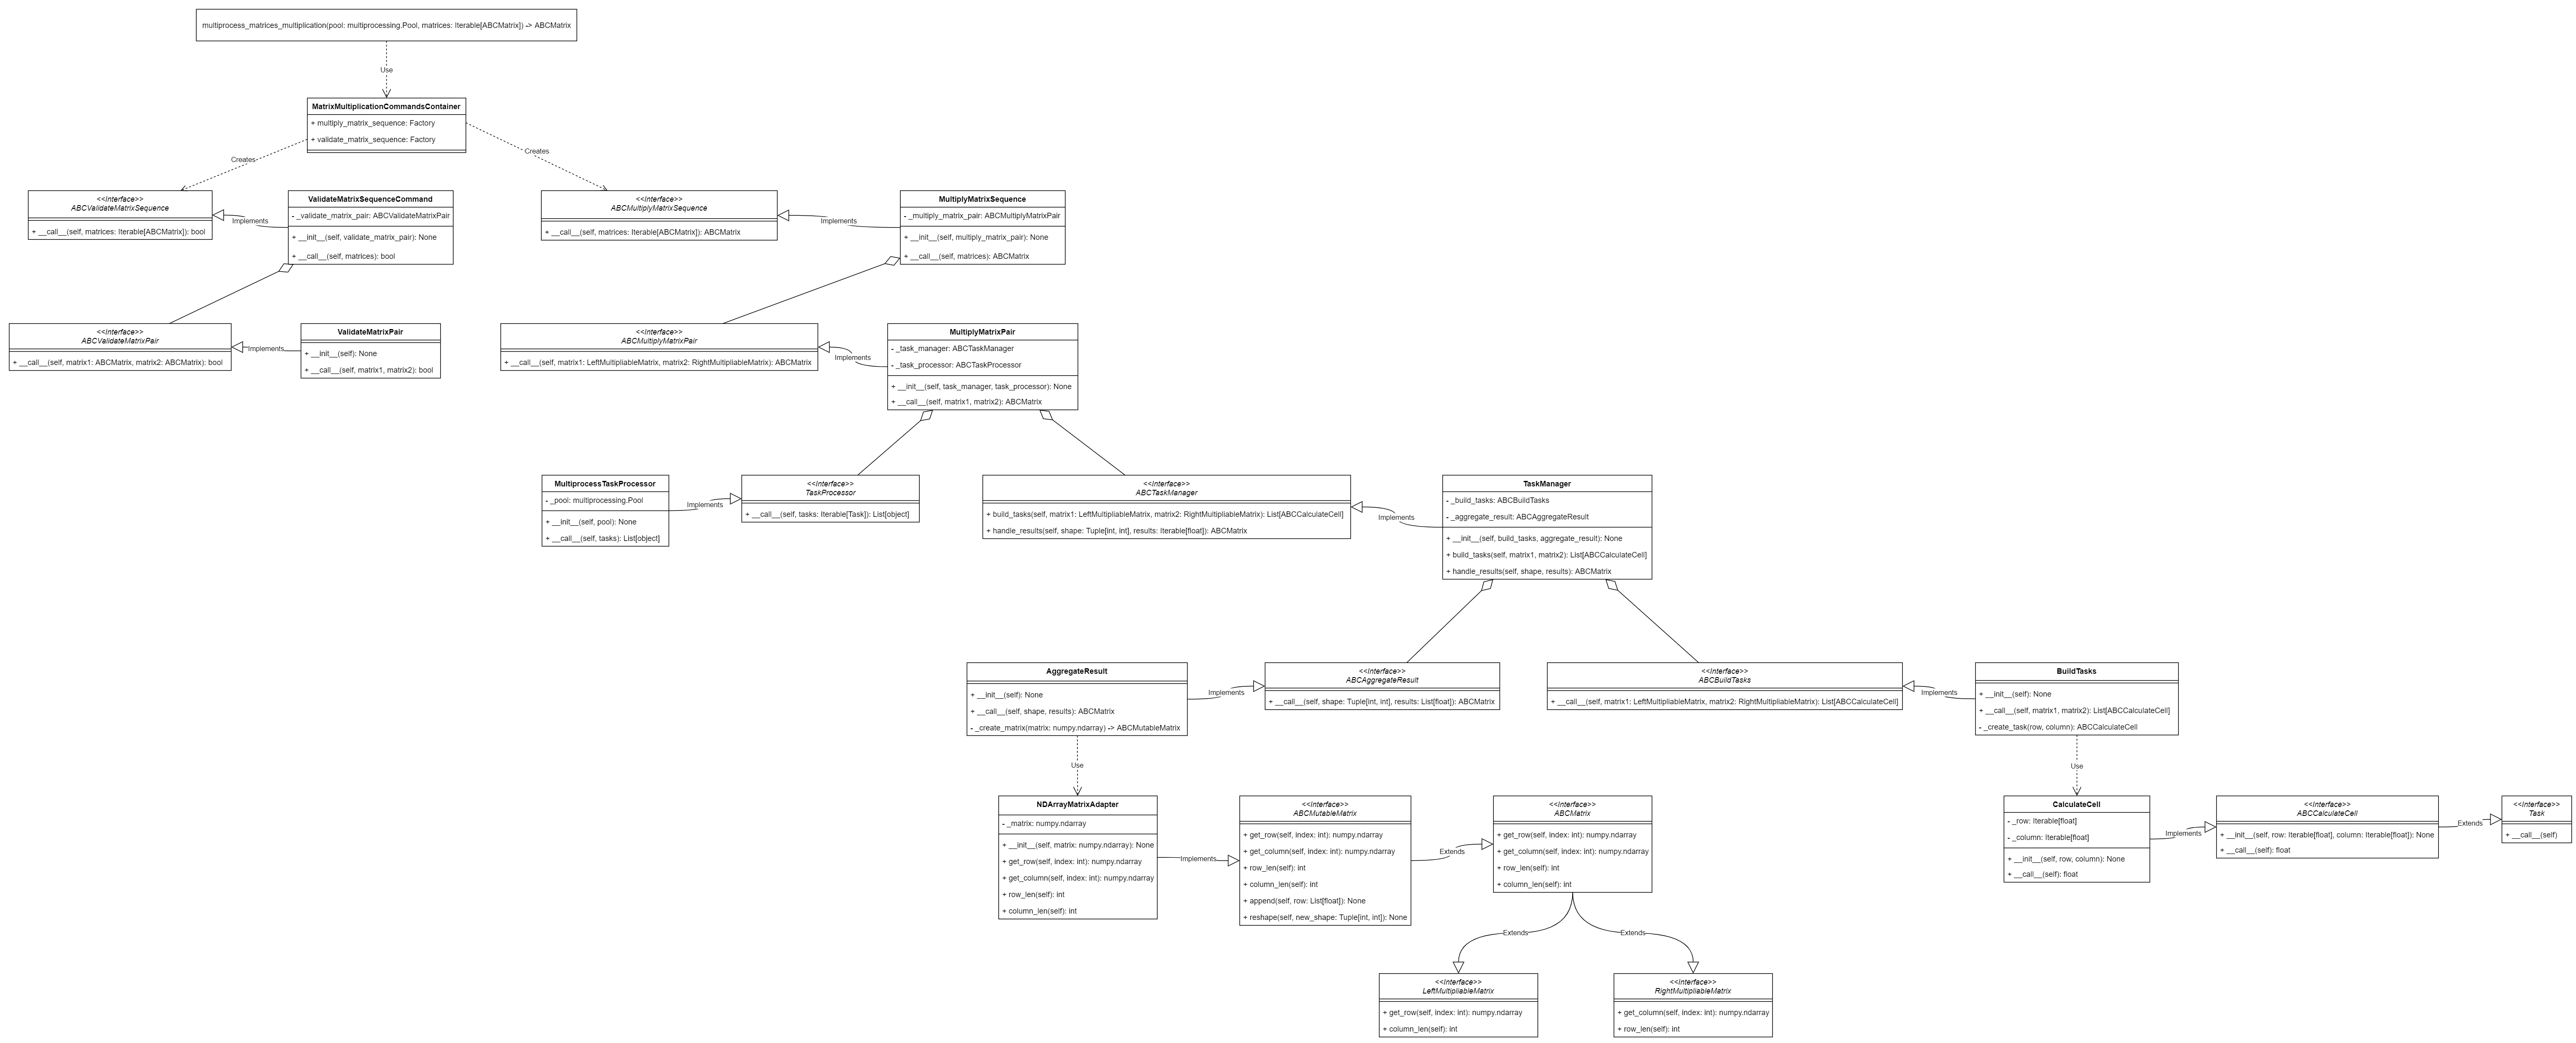 multiprocess_matrices_multiplication(pool: multiprocessing.Pool, matrices: Iterable[ABCMatrix]) -> ABCMatrix
Use
MatrixMultiplicationCommandsContainer
+ multiply_matrix_sequence: Factory
+ validate_matrix_sequence: Factory
Creates
Creates
<<Interface>>
ABCValidateMatrixSequence
+ __call__(self, matrices: Iterable[ABCMatrix]): bool
Implements
ValidateMatrixSequenceCommand
- _validate_matrix_pair: ABCValidateMatrixPair
+ __init__(self, validate_matrix_pair): None
+ __call__(self, matrices): bool
<<Interface>>
ABCMultiplyMatrixSequence
+ __call__(self, matrices: Iterable[ABCMatrix]): ABCMatrix
Implements
MultiplyMatrixSequence
- _multiply_matrix_pair: ABCMultiplyMatrixPair
+ __init__(self, multiply_matrix_pair): None
+ __call__(self, matrices): ABCMatrix
<<Interface>>
ABCValidateMatrixPair
+ __call__(self, matrix1: ABCMatrix, matrix2: ABCMatrix): bool
Implements
ValidateMatrixPair
+ __init__(self): None
+ __call__(self, matrix1, matrix2): bool
<<Interface>>
ABCMultiplyMatrixPair
+ __call__(self, matrix1: LeftMultipliableMatrix, matrix2: RightMultipliableMatrix): ABCMatrix
Implements
MultiplyMatrixPair
- _task_manager: ABCTaskManager
- _task_processor: ABCTaskProcessor
+ __init__(self, task_manager, task_processor): None
+ __call__(self, matrix1, matrix2): ABCMatrix
MultiprocessTaskProcessor
- _pool: multiprocessing.Pool
+ __init__(self, pool): None
+ __call__(self, tasks): List[object]
Implements
<<Interface>>
TaskProcessor
+ __call__(self, tasks: Iterable[Task]): List[object]
<<Interface>>
ABCTaskManager
+ build_tasks(self, matrix1: LeftMultipliableMatrix, matrix2: RightMultipliableMatrix): List[ABCCalculateCell]
+ handle_results(self, shape: Tuple[int, int], results: Iterable[float]): ABCMatrix
Implements
TaskManager
- _build_tasks: ABCBuildTasks
- _aggregate_result: ABCAggregateResult
+ __init__(self, build_tasks, aggregate_result): None
+ build_tasks(self, matrix1, matrix2): List[ABCCalculateCell]
+ handle_results(self, shape, results): ABCMatrix
AggregateResult
+ __init__(self): None
+ __call__(self, shape, results): ABCMatrix
- _create_matrix(matrix: numpy.ndarray) -> ABCMutableMatrix
Implements
<<Interface>>
ABCAggregateResult
+ __call__(self, shape: Tuple[int, int], results: List[float]): ABCMatrix
<<Interface>>
ABCBuildTasks
+ __call__(self, matrix1: LeftMultipliableMatrix, matrix2: RightMultipliableMatrix): List[ABCCalculateCell]
Implements
BuildTasks
+ __init__(self): None
+ __call__(self, matrix1, matrix2): List[ABCCalculateCell]
- _create_task(row, column): ABCCalculateCell
Use
Use
NDArrayMatrixAdapter
- _matrix: numpy.ndarray
+ __init__(self, matrix: numpy.ndarray): None
+ get_row(self, index: int): numpy.ndarray
+ get_column(self, index: int): numpy.ndarray
+ row_len(self): int
+ column_len(self): int
Implements
<<Interface>>
ABCMutableMatrix
+ get_row(self, index: int): numpy.ndarray
+ get_column(self, index: int): numpy.ndarray
+ row_len(self): int
+ column_len(self): int
+ append(self, row: List[float]): None
+ reshape(self, new_shape: Tuple[int, int]): None
Extends
<<Interface>>
ABCMatrix
+ get_row(self, index: int): numpy.ndarray
+ get_column(self, index: int): numpy.ndarray
+ row_len(self): int
+ column_len(self): int
CalculateCell
- _row: Iterable[float]
- _column: Iterable[float]
+ __init__(self, row, column): None
+ __call__(self): float
Implements
<<Interface>>
ABCCalculateCell
+ __init__(self, row: Iterable[float], column: Iterable[float]): None
+ __call__(self): float
Extends
<<Interface>>
Task
+ __call__(self)
Extends
Extends
<<Interface>>
LeftMultipliableMatrix
+ get_row(self, index: int): numpy.ndarray
+ column_len(self): int
<<Interface>>
RightMultipliableMatrix
+ get_column(self, index: int): numpy.ndarray
+ row_len(self): int